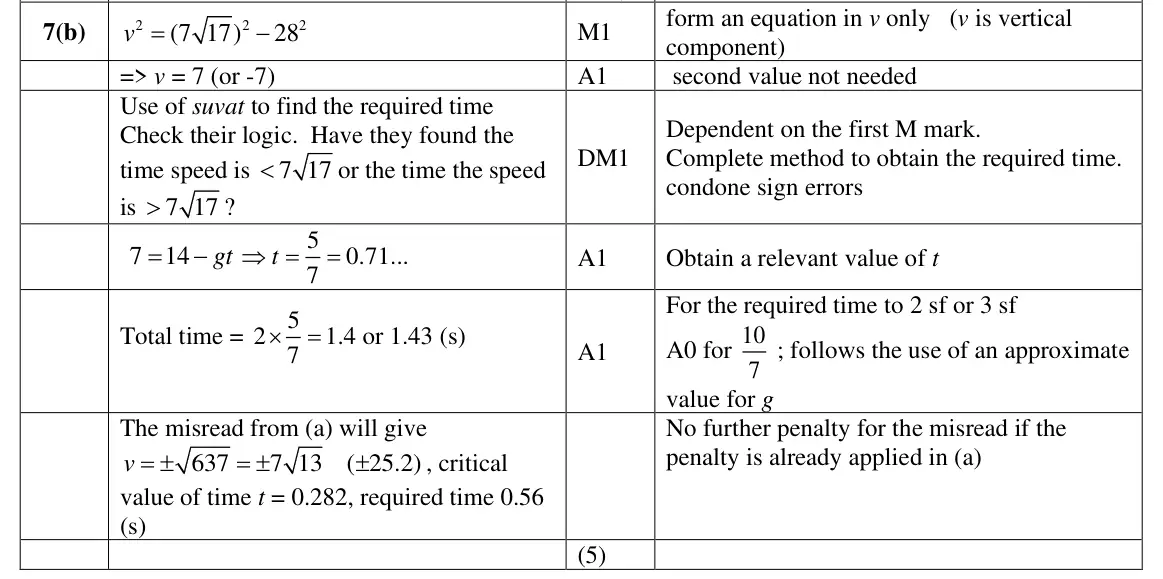 7(b) v² = (7√17)² − 28² M1 form an equation in v only (v is vertical
component)
=> v = 7 (or -7) A1 second value not needed
Use of suvat to find the required time
Check their logic. Have they found the
time speed is < 7√17 or the time the speed
is > 7√17 ?
DM1
Dependent on the first M mark.
Complete method to obtain the required time.
condone sign errors
7 = 14 − gt ⇒ t = 5/7 = 0.71... A1 Obtain a relevant value of t
Total time = 2 × 5/7 = 1.4 or 1.43 (s)
A1
For the required time to 2 sf or 3 sf
A0 for 10/7 ; follows the use of an approximate
value for g
The misread from (a) will give
v = ±√637 = ±7√13 (±25.2) , critical
value of time t = 0.282, required time 0.56
(s)
No further penalty for the misread if the
penalty is already applied in (a)
(5)